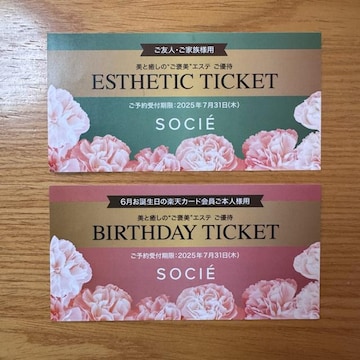 ご友人・ご家族様用
美と癒しの“ご褒美”エステ ご優待
ESTHETIC TICKET
ご予約受付期限：2025年7月31日(木)
SOCIÉ
6月お誕生日の楽天カード会員ご本人様用
美と癒しの“ご褒美”エステ ご優待
BIRTHDAY TICKET
ご予約受付期限：2025年7月31日(木)
SOCIÉ